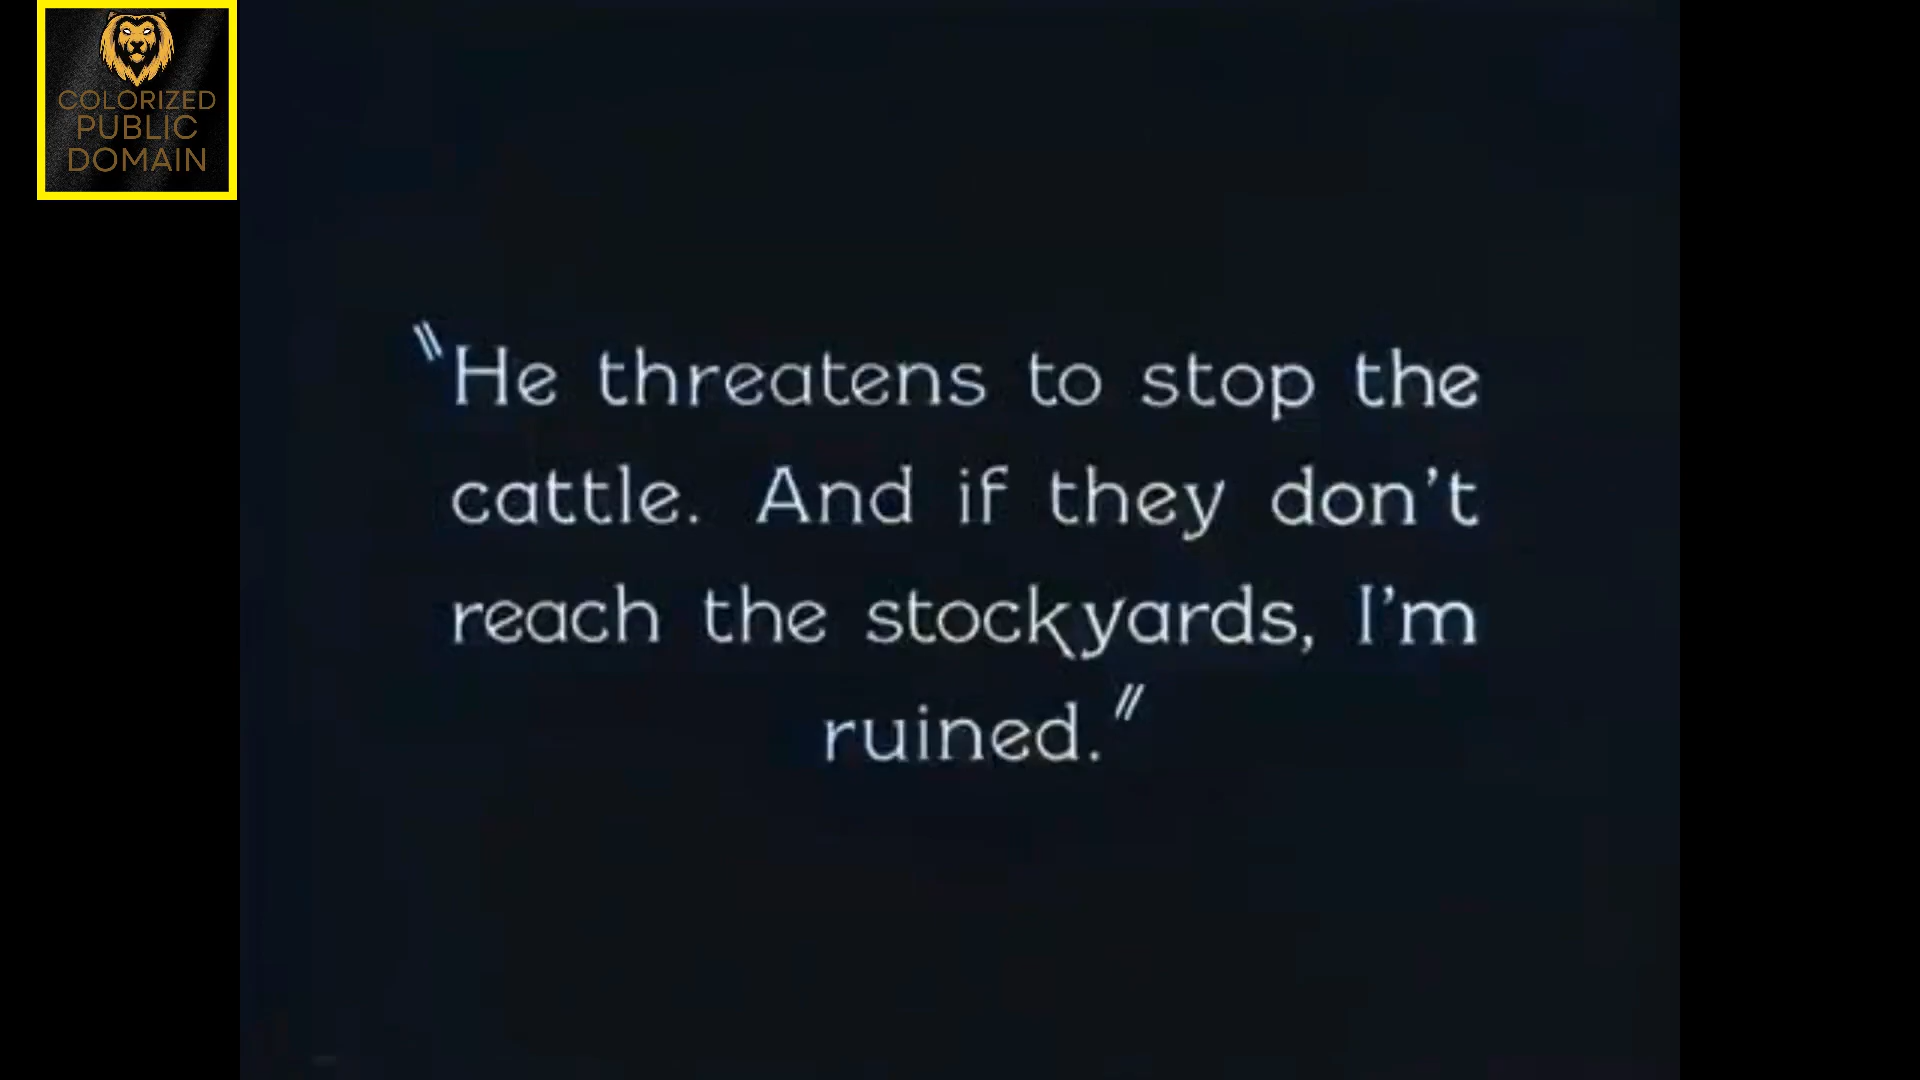 COLORIZED
PUBLIC
DOMAIN
"He threatens to stop the
cattle. And if they don't
reach the stockyards, I'm
ruined."